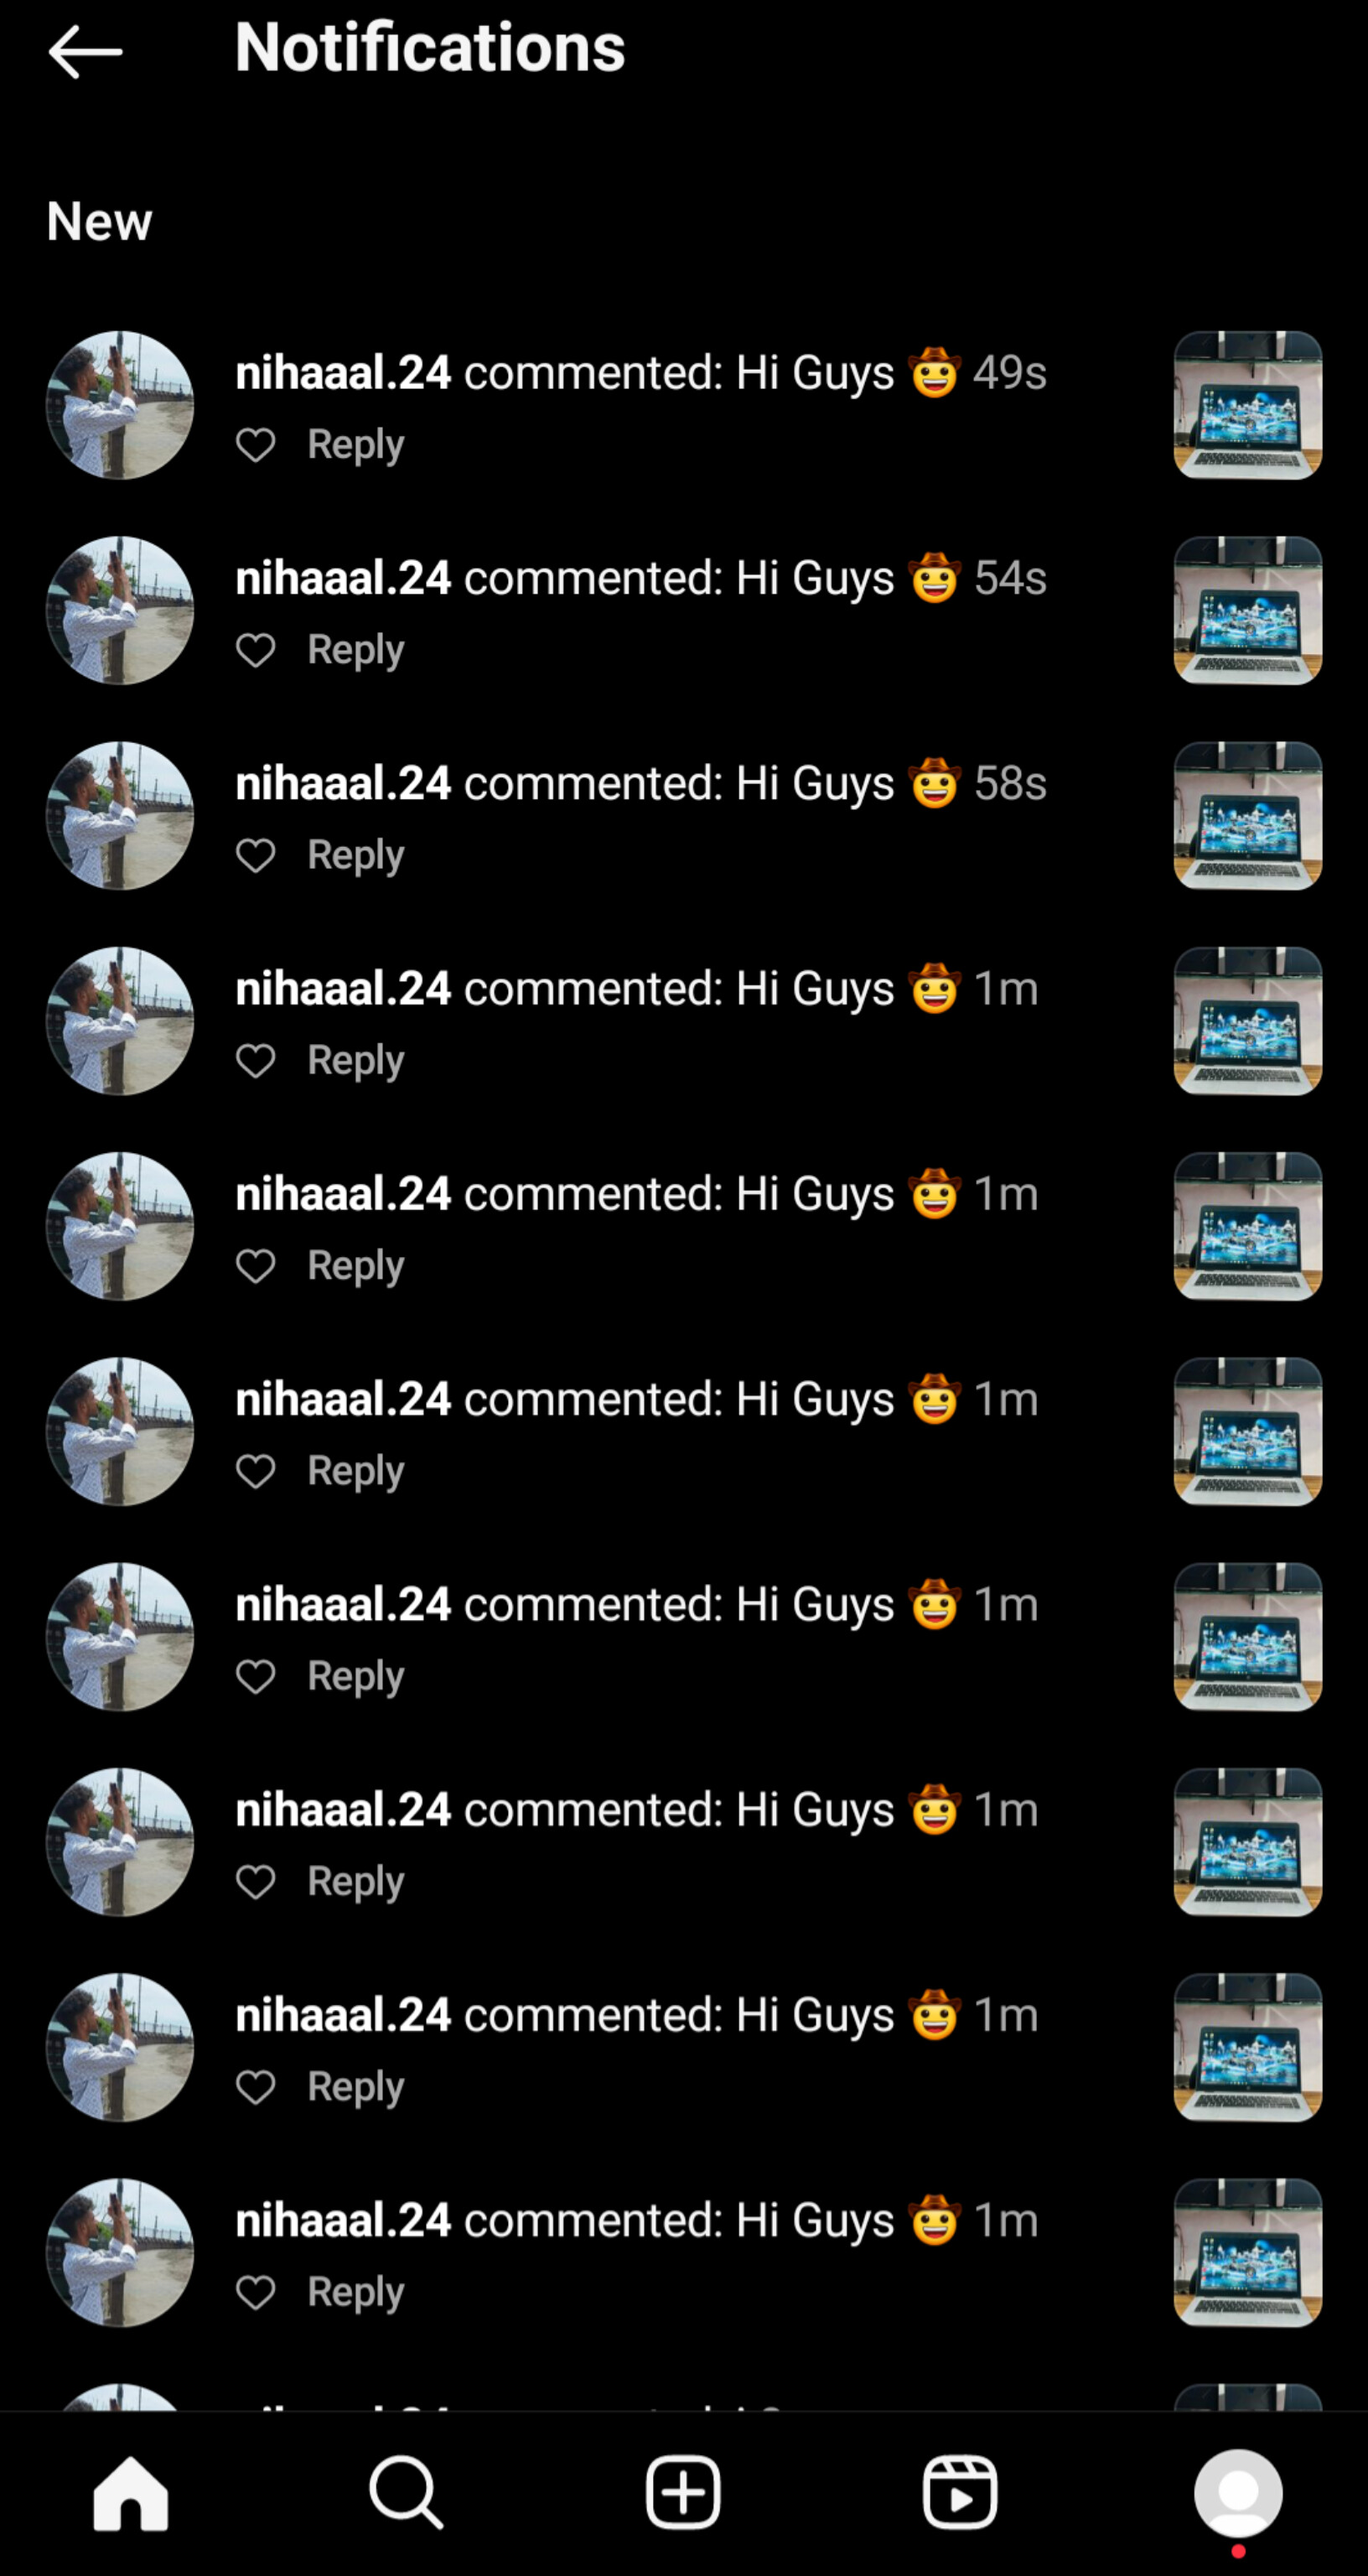 Notifications
New
nihaaal.24 commented: Hi Guys 🤠 49s
Reply
nihaaal.24 commented: Hi Guys 🤠 54s
Reply
nihaaal.24 commented: Hi Guys 🤠 58s
Reply
nihaaal.24 commented: Hi Guys 🤠 1m
Reply
nihaaal.24 commented: Hi Guys 🤠 1m
Reply
nihaaal.24 commented: Hi Guys 🤠 1m
Reply
nihaaal.24 commented: Hi Guys 🤠 1m
Reply
nihaaal.24 commented: Hi Guys 🤠 1m
Reply
nihaaal.24 commented: Hi Guys 🤠 1m
Reply
nihaaal.24 commented: Hi Guys 🤠 1m
Reply